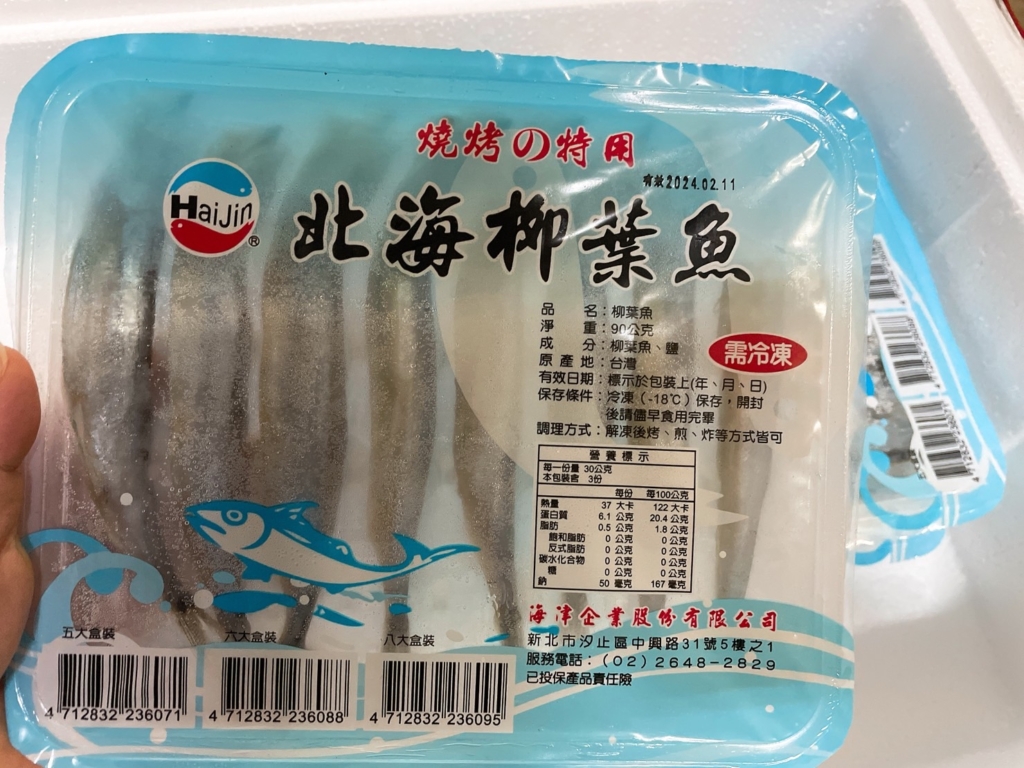 燒烤の特用
有效2024.02.11
HaiJin®
北海柳葉魚
品名：柳葉魚
淨重：90公克
成分：柳葉魚、鹽
原產地：台灣
有效日期：標示於包裝上(年、月、日)
保存條件：冷凍（-18℃）保存，開封
後請儘早食用完畢
調理方式：解凍後烤、煎、炸等方式皆可
需冷凍
營養標示
每一份量 30公克
本包裝含 3份
每份 每100公克
熱量 37 大卡 122 大卡
蛋白質 6.1 公克 20.4 公克
脂肪 0.5 公克 1.8 公克
飽和脂肪 0 公克 0 公克
反式脂肪 0 公克 0 公克
碳水化合物 0 公克 0 公克
糖 0 公克 0 公克
鈉 50 毫克 167 毫克
海津企業股份有限公司
新北市汐止區中興路31號5樓之1
服務電話：（02）2648－2829
已投保產品責任險
五大盒裝
4 712832 236071
六大盒裝
4 712832 236088
八大盒裝
4 712832 236095